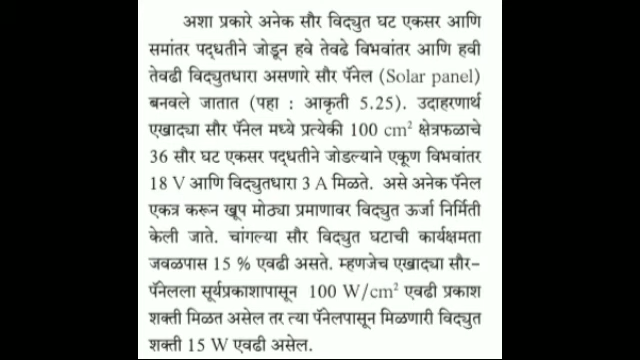 अशा प्रकारे अनेक सौर विद्युत घट एकसर आणि
समांतर पद्धतीने जोडून हवे तेवढे विभवांतर आणि हवी
तेवढी विद्युतधारा असणारे सौर पॅनेल (Solar panel)
बनवले जातात (पहा : आकृती 5.25). उदाहरणार्थ
एखाद्या सौर पॅनेल मध्ये प्रत्येकी 100 cm² क्षेत्रफळाचे
36 सौर घट एकसर पद्धतीने जोडल्याने एकूण विभवांतर
18 V आणि विद्युतधारा 3 A मिळते. असे अनेक पॅनेल
एकत्र करून खूप मोठ्या प्रमाणावर विद्युत ऊर्जा निर्मिती
केली जाते. चांगल्या सौर विद्युत घटाची कार्यक्षमता
जवळपास 15 % एवढी असते. म्हणजेच एखाद्या सौर-
पॅनेलला सूर्यप्रकाशापासून 100 W/cm² एवढी प्रकाश
शक्ती मिळत असेल तर त्या पॅनेलपासून मिळणारी विद्युत
शक्ती 15 W एवढी असेल.